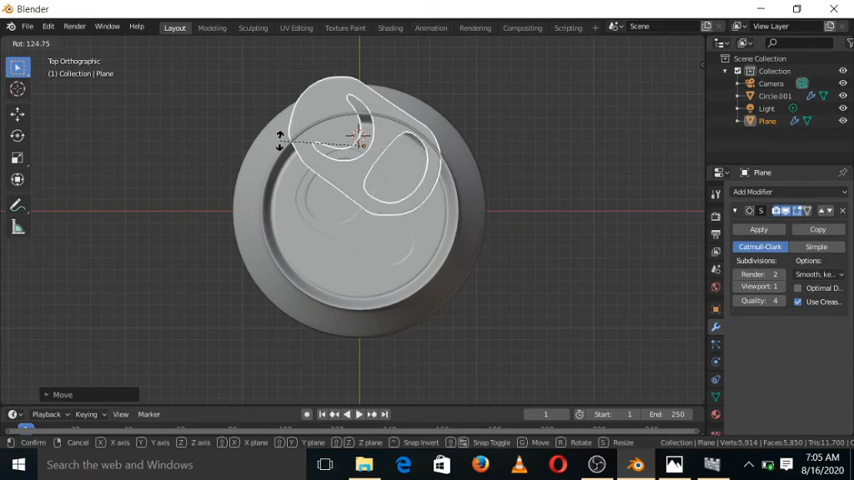 Blender
File Edit Render Window Help Layout Modeling Sculpting UV Editing Texture Paint Shading Animation Rendering Compositing Scripting + Scene View Layer
Rot: 124.75
Top Orthographic
(1) Collection | Plane
Scene Collection
Collection
Camera
Circle.001
Light
Plane
Plane
Add Modifier
S
Apply Copy
Catmull-Clark Simple
Subdivisions: Options:
Render: 2 Smooth, ke..
Viewport: 1 Optimal D..
Quality: 4 Use Creas..
Move
Playback Keying View Marker 1 Start: 1 End: 250
Confirm Cancel X X axis Y Y axis Z Z axis X plane Y plane Z plane Snap Invert Snap Toggle G Move R Rotate S Resize Collection | Plane | Verts:5,914 | Faces:5,850 | Tris:11,700
Search the web and Windows
7:05 AM
8/16/2020